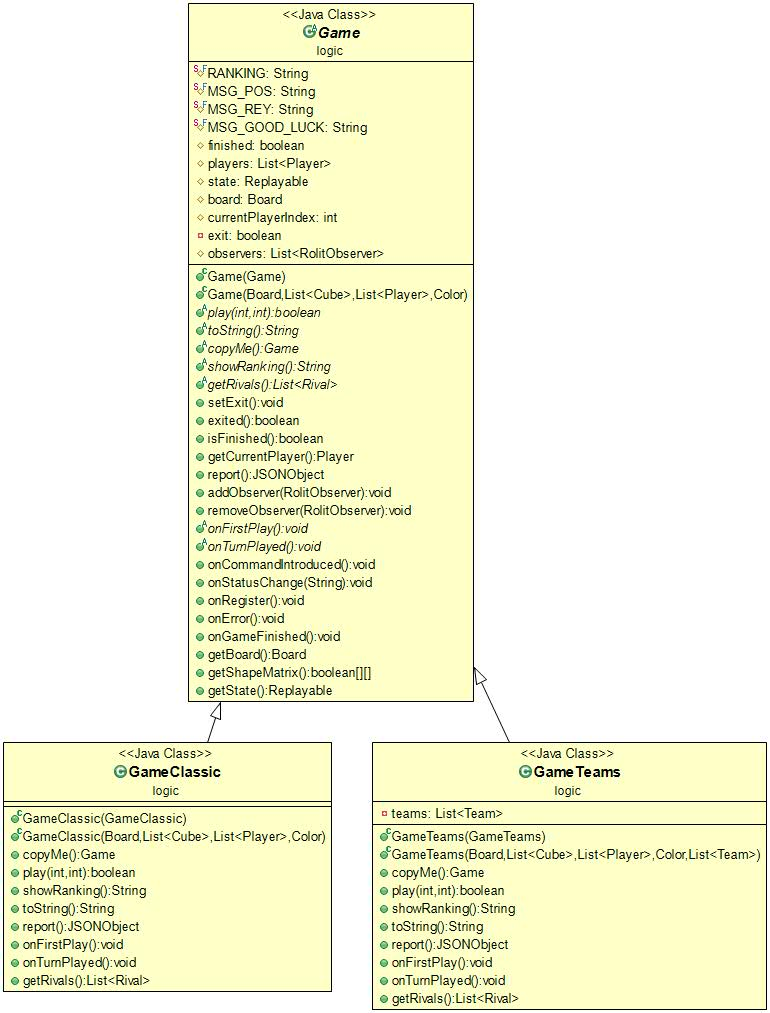 <<Java Class>>
Game
logic
RANKING: String
MSG_POS: String
MSG_REY: String
MSG_GOOD_LUCK: String
finished: boolean
players: List<Player>
state: Replayable
board: Board
currentPlayerIndex: int
exit: boolean
observers: List<RolitObserver>
Game(Game)
Game(Board,List<Cube>,List<Player>,Color)
play(int,int):boolean
toString():String
copyMe():Game
showRanking():String
getRivals():List<Rival>
setExit():void
exited():boolean
isFinished():boolean
getCurrentPlayer():Player
report():JSONObject
addObserver(RolitObserver):void
removeObserver(RolitObserver):void
onFirstPlay():void
onTurnPlayed():void
onCommandIntroduced():void
onStatusChange(String):void
onRegister():void
onError():void
onGameFinished():void
getBoard():Board
getShapeMatrix():boolean[][]
getState():Replayable
<<Java Class>>
GameClassic
logic
GameClassic(GameClassic)
GameClassic(Board,List<Cube>,List<Player>,Color)
copyMe():Game
play(int,int):boolean
showRanking():String
toString():String
report():JSONObject
onFirstPlay():void
onTurnPlayed():void
getRivals():List<Rival>
<<Java Class>>
GameTeams
logic
teams: List<Team>
GameTeams(GameTeams)
GameTeams(Board,List<Cube>,List<Player>,Color,List<Team>)
copyMe():Game
play(int,int):boolean
showRanking():String
toString():String
report():JSONObject
onFirstPlay():void
onTurnPlayed():void
getRivals():List<Rival>